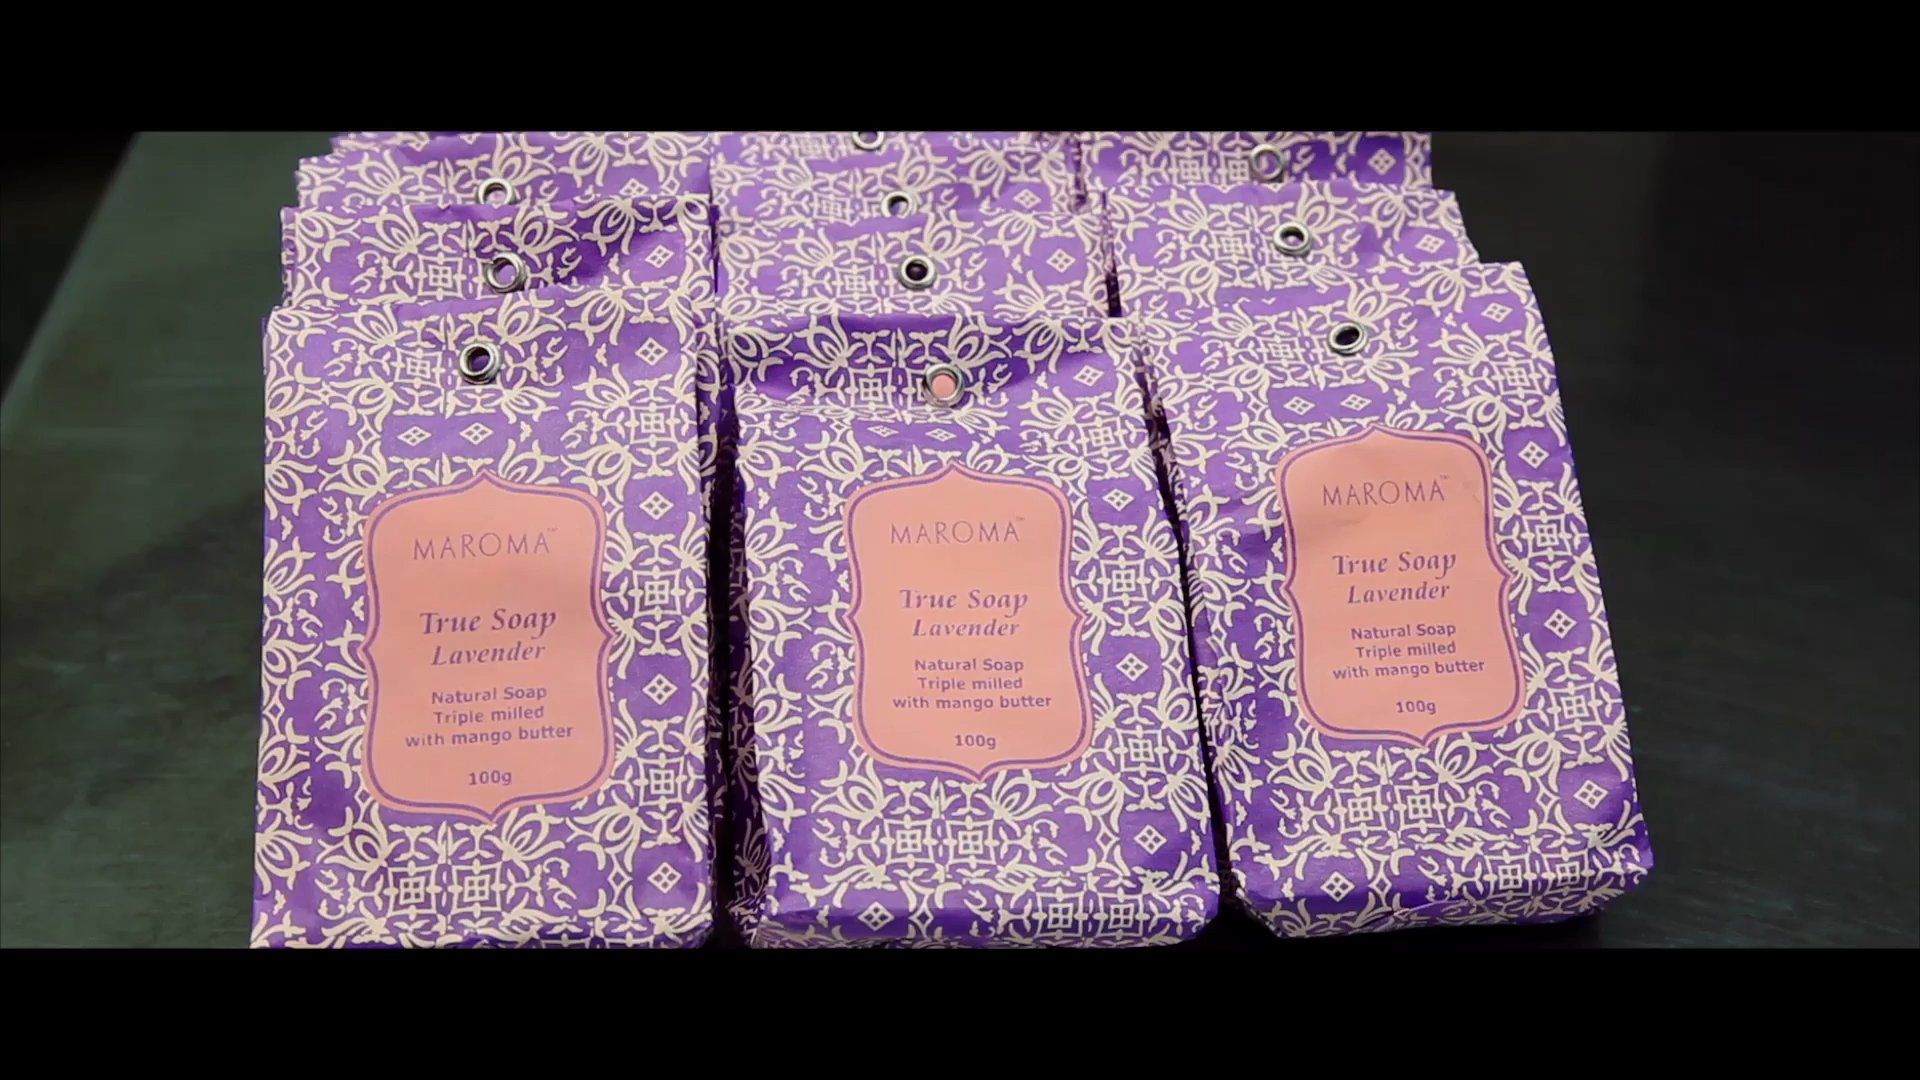 MAROMA™
True Soap
Lavender
Natural Soap
Triple milled
with mango butter
100g
MAROMA™
True Soap
Lavender
Natural Soap
Triple milled
with mango butter
100g
MAROMA™
True Soap
Lavender
Natural Soap
Triple milled
with mango butter
100g